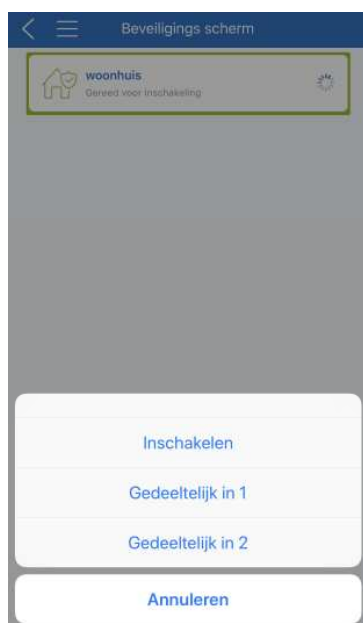 Beveiligings scherm
woonhuis
Gereed voor inschakeling
Inschakelen
Gedeeltelijk in 1
Gedeeltelijk in 2
Annuleren